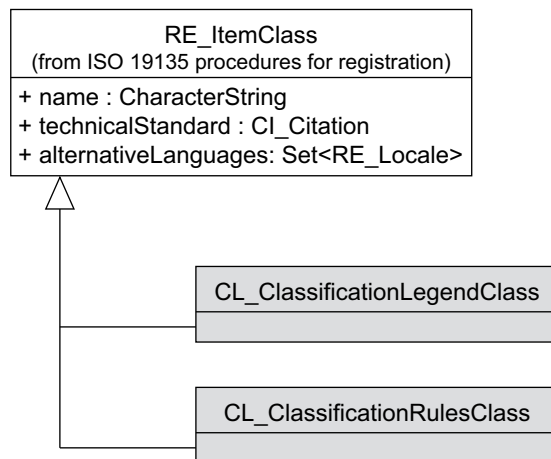 RE_ItemClass
(from ISO 19135 procedures for registration)
+ name : CharacterString
+ technicalStandard : CI_Citation
+ alternativeLanguages: Set<RE_Locale>
CL_ClassificationLegendClass
CL_ClassificationRulesClass